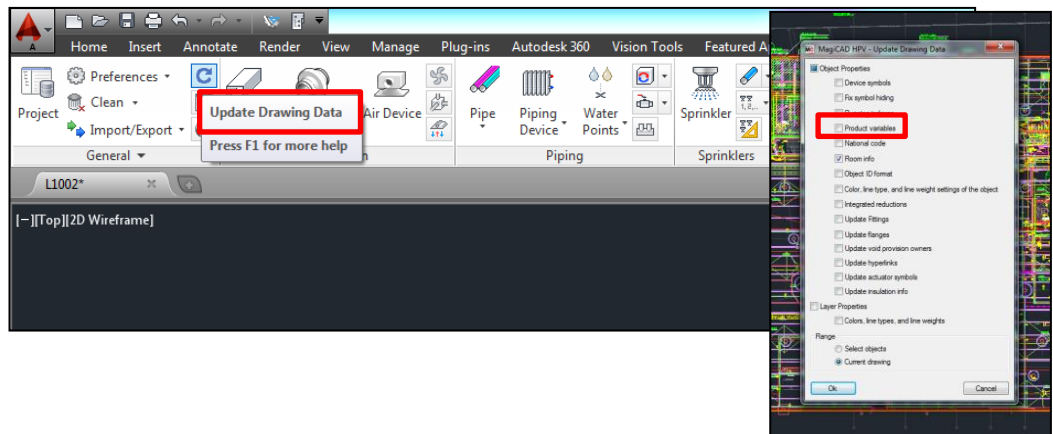 A
Home Insert Annotate Render View Manage Plug-ins Autodesk 360 Vision Tools Featured A
Project
Preferences
Clean
Import/Export
Update Drawing Data
Press F1 for more help
Air Device
Pipe
Piping Device
Water Points
Sprinkler
General
Piping
Sprinklers
L1002*
[–][Top][2D Wireframe]
MagiCAD HPV - Update Drawing Data
Object Properties
Device symbols
Fix symbol hiding
Product variables
National code
Room info
Object ID format
Color, line type, and line weight settings of the object
Integrated reductions
Update Fittings
Update flanges
Update void provision owners
Update hyperlinks
Update actuator symbols
Update insulation info
Layer Properties
Colors, line types, and line weights
Range
Select objects
Current drawing
Ok Cancel